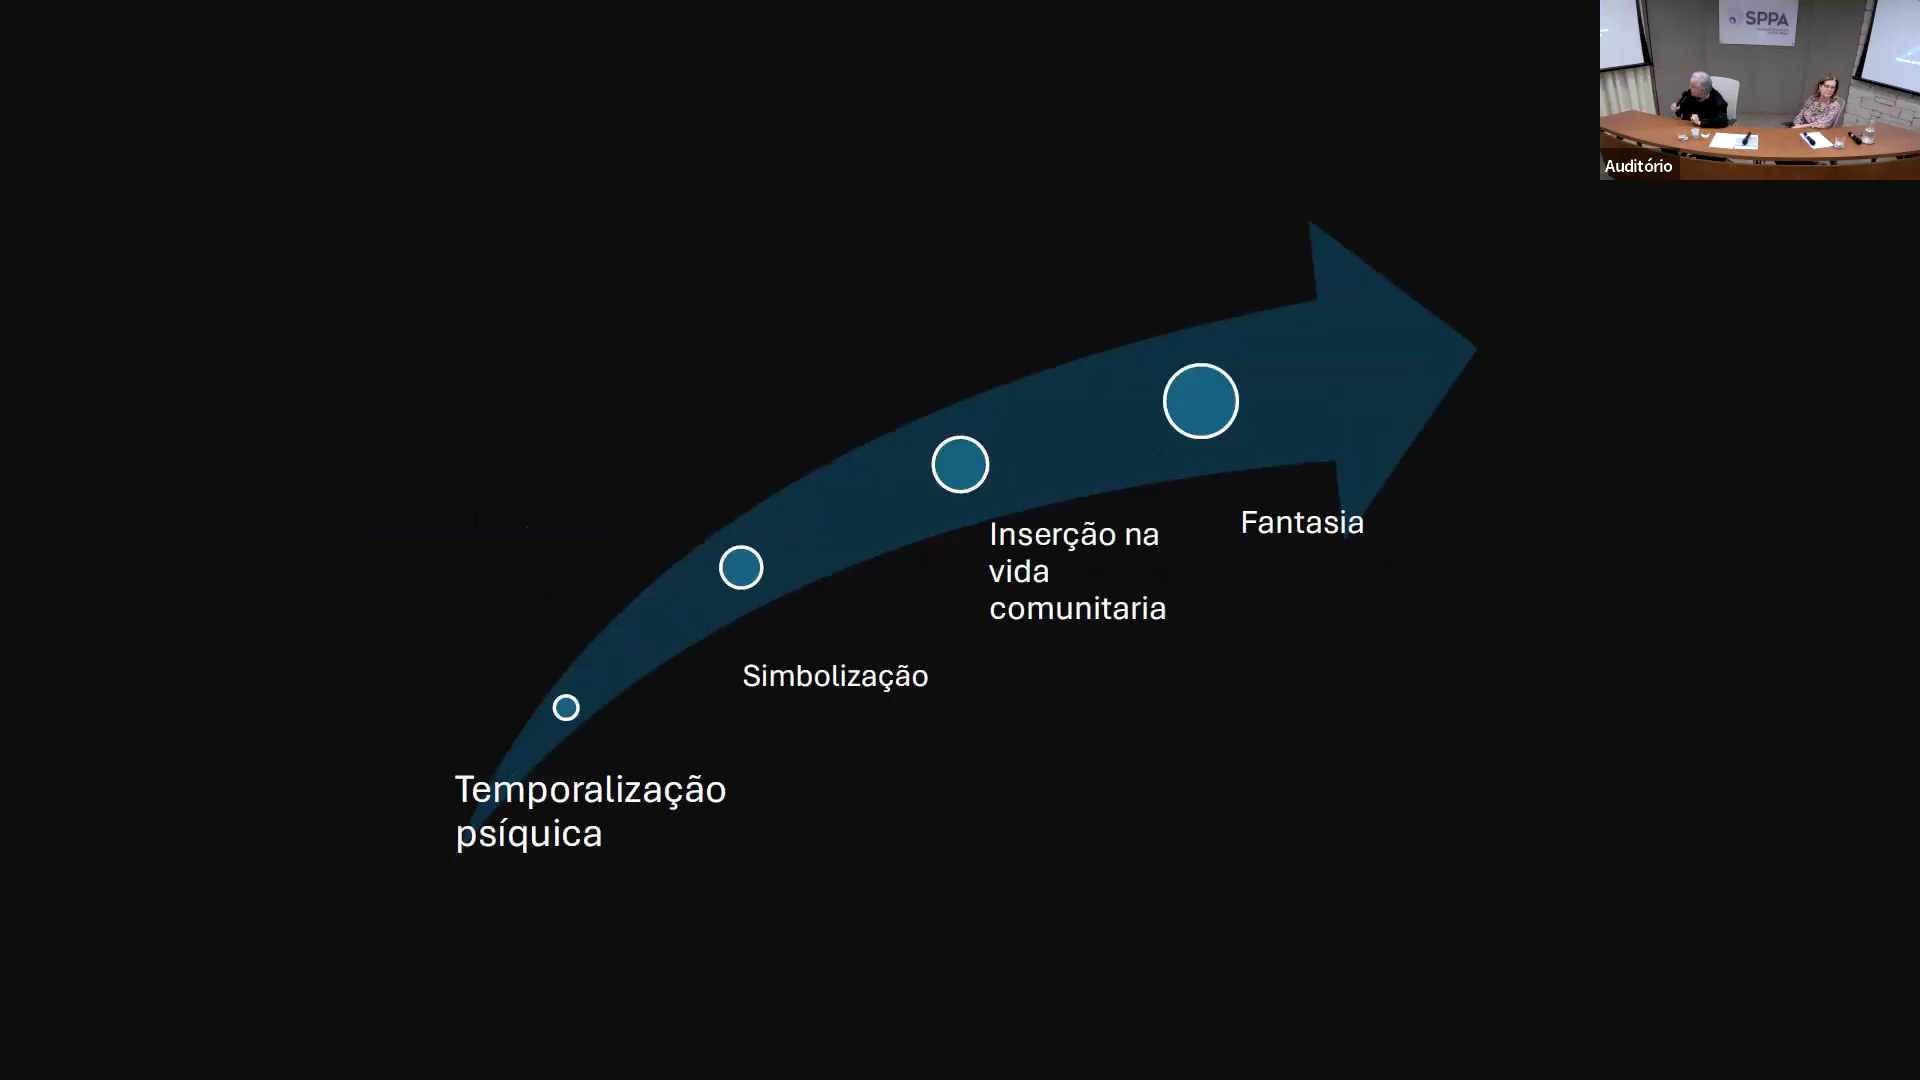 SPPA
Auditório
Fantasia
Inserção na
vida
comunitaria
Simbolização
Temporalização
psíquica